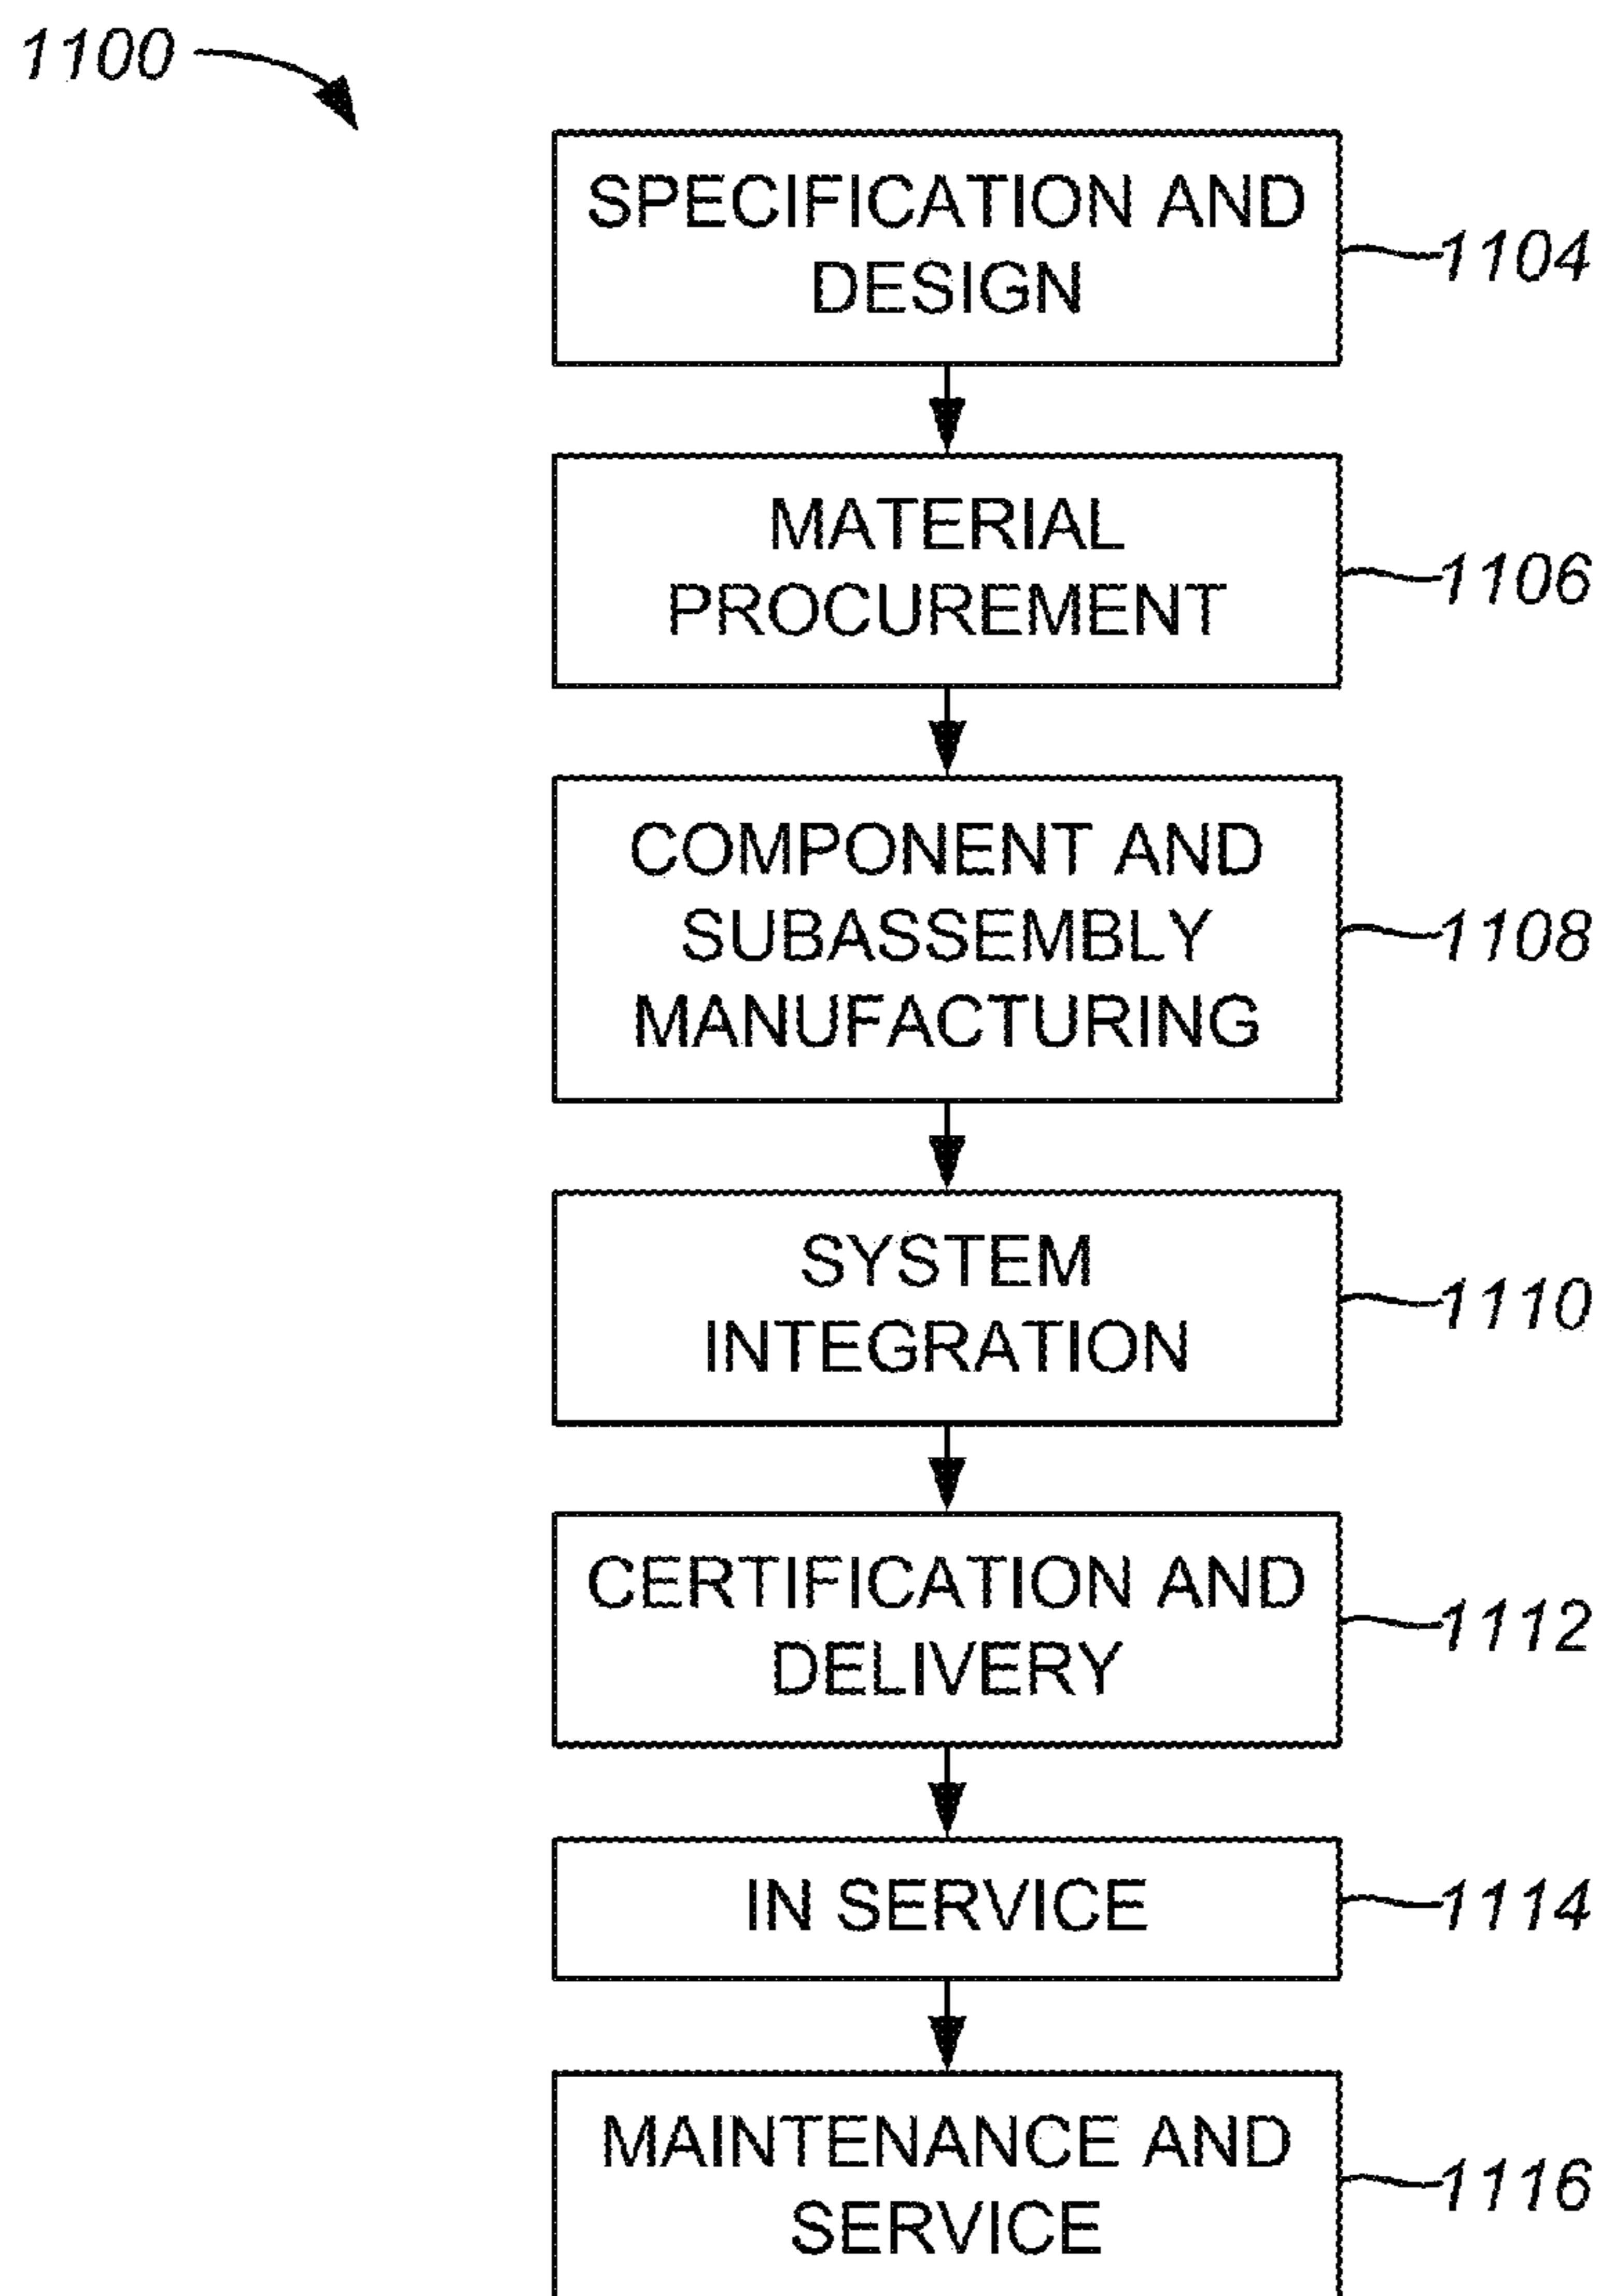 1100
SPECIFICATION AND
DESIGN
1104
MATERIAL
PROCUREMENT
1106
COMPONENT AND
SUBASSEMBLY
MANUFACTURING
1108
SYSTEM
INTEGRATION
1110
CERTIFICATION AND
DELIVERY
1112
IN SERVICE
1114
MAINTENANCE AND
SERVICE
1116